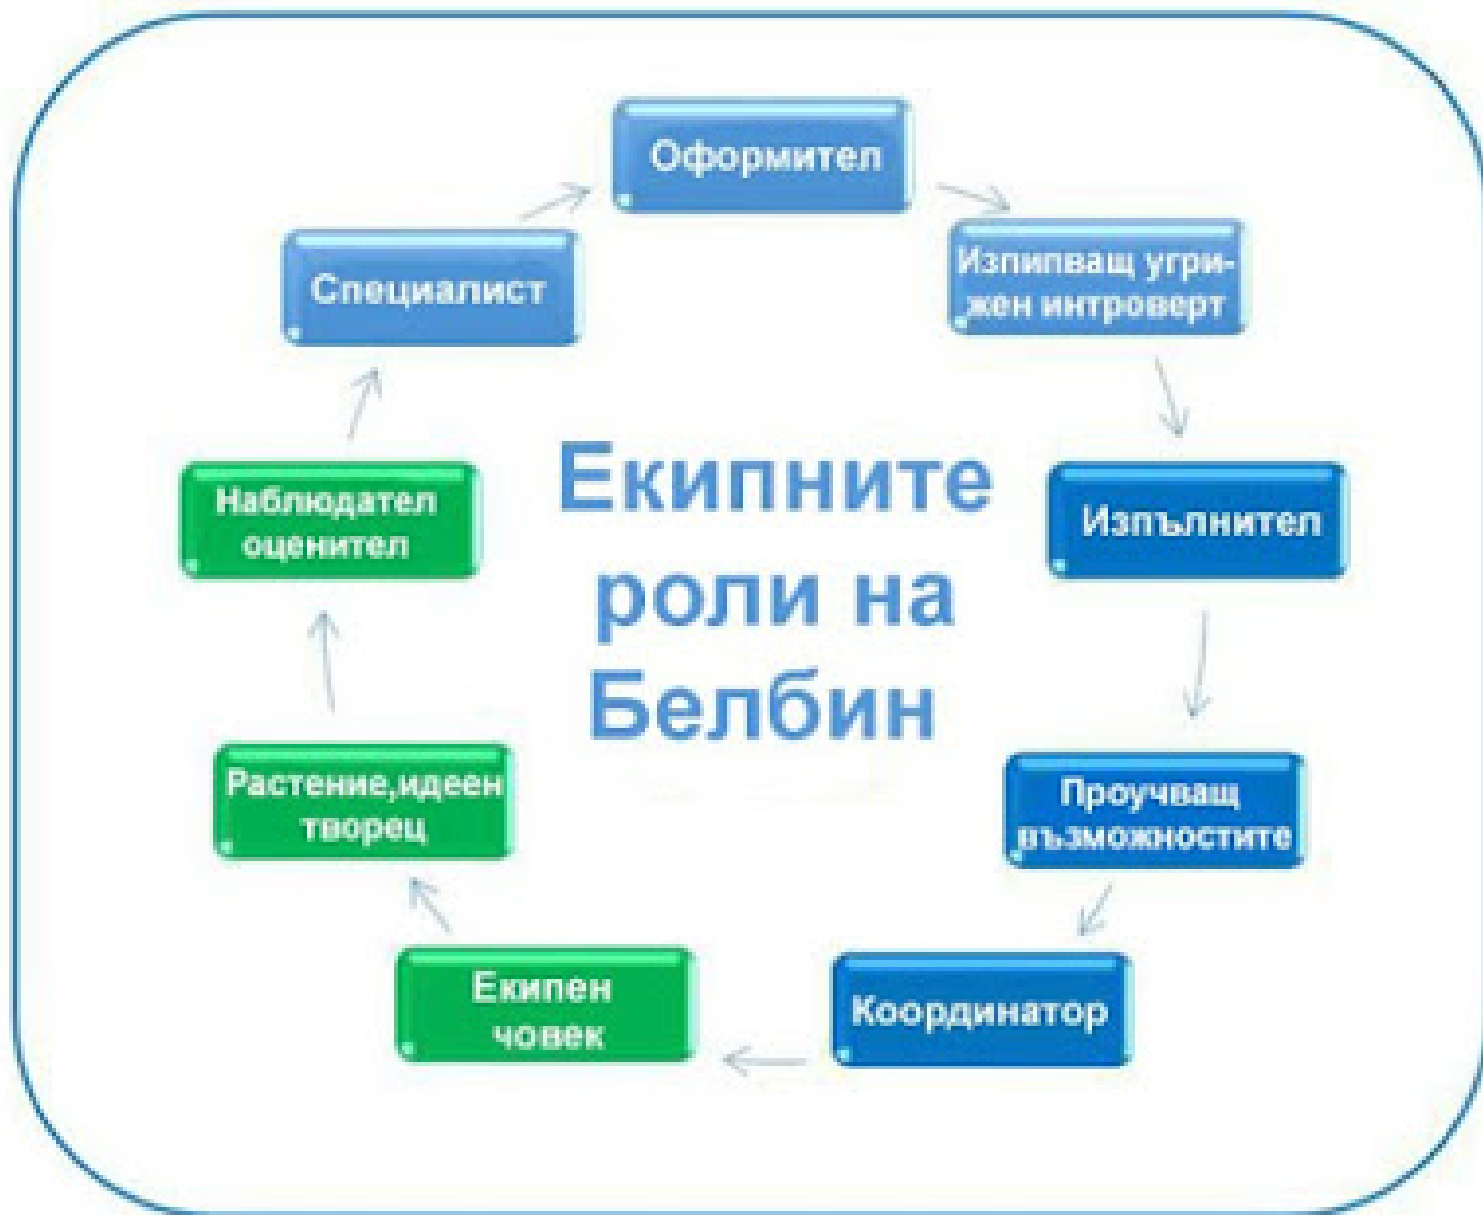 Оформител
Изпипващ угри-
жен интроверт
Изпълнител
Проучващ
възможностите
Координатор
Екипен
човек
Растение,идеен
творец
Наблюдател
оценител
Специалист
Екипните
роли на
Белбин